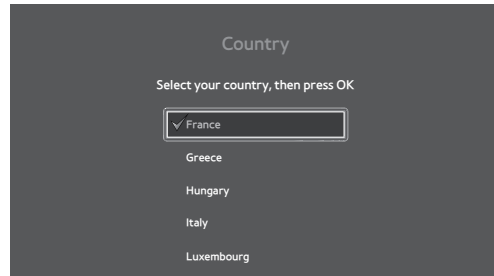 Country
Select your country, then press OK
France
Greece
Hungary
Italy
Luxembourg